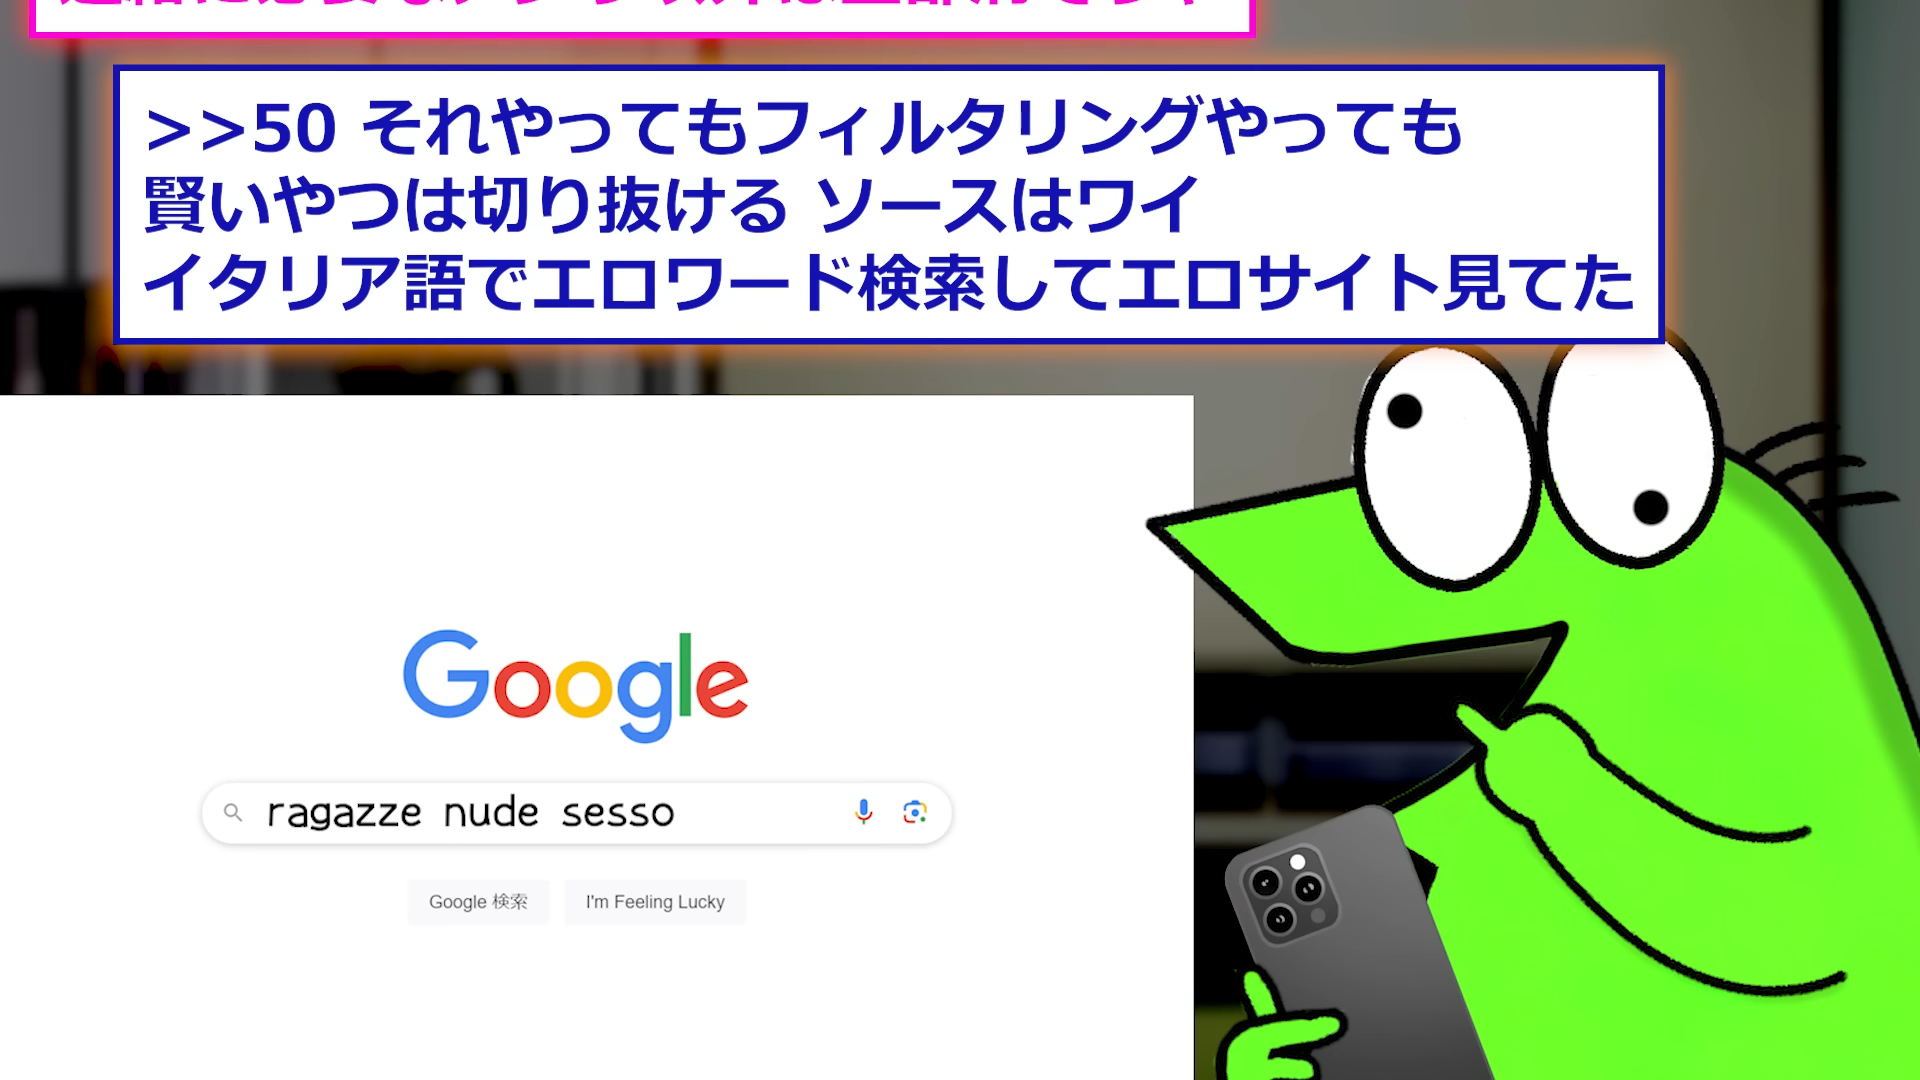 >>50 それやってもフィルタリングやっても
賢いやつは切り抜ける ソースはワイ
イタリア語でエロワード検索してエロサイト見てた
Google
ragazze nude sesso
Google 検索
I'm Feeling Lucky